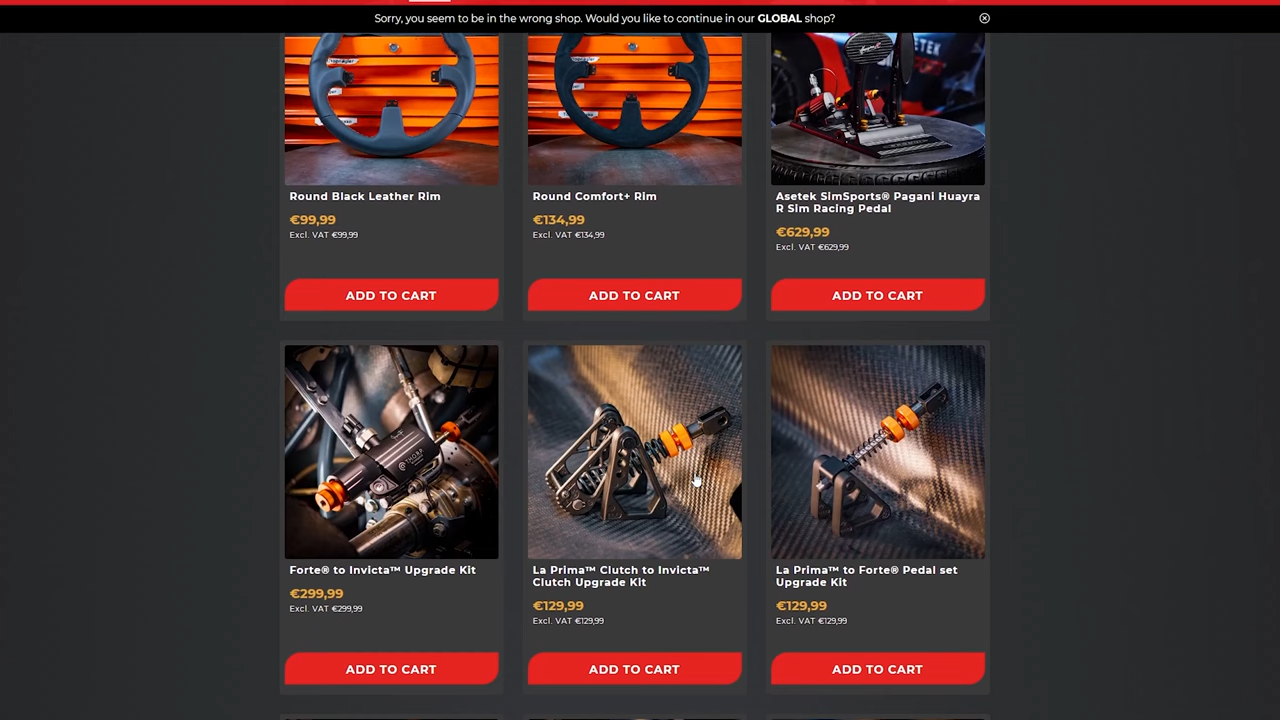 Sorry, you seem to be in the wrong shop. Would you like to continue in our GLOBAL shop?
ETEK
Round Black Leather Rim
€99,99
Excl. VAT €99,99
ADD TO CART
Round Comfort+ Rim
€134,99
Excl. VAT €134,99
ADD TO CART
Asetek SimSports® Pagani Huayra
R Sim Racing Pedal
€629,99
Excl. VAT €629,99
ADD TO CART
THORP
Forte® to Invicta™ Upgrade Kit
€299,99
Excl. VAT €299,99
ADD TO CART
La Prima™ Clutch to Invicta™
Clutch Upgrade Kit
€129,99
Excl. VAT €129,99
ADD TO CART
La Prima™ to Forte® Pedal set
Upgrade Kit
€129,99
Excl. VAT €129,99
ADD TO CART